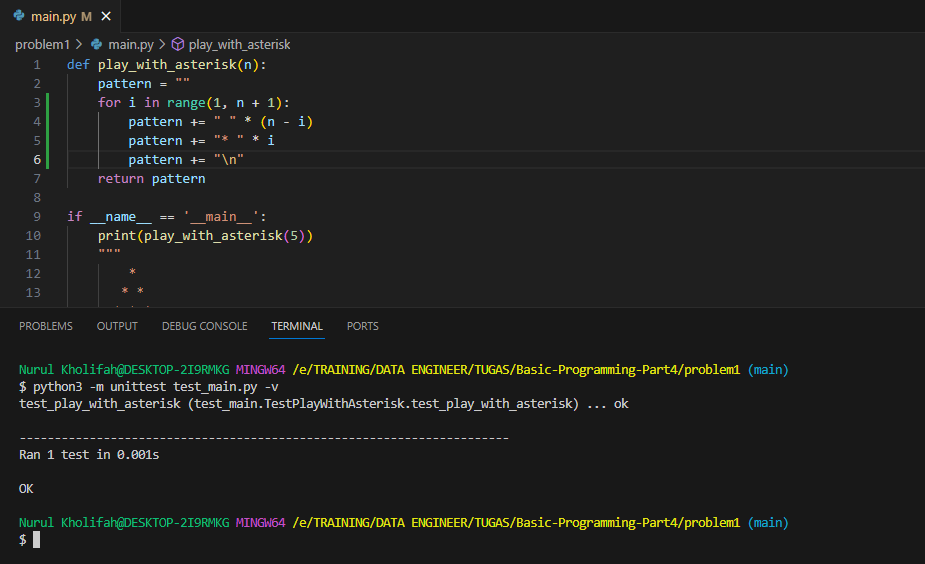 main.py M ×
problem1 > main.py > play_with_asterisk
1 def play_with_asterisk(n):
2     pattern = ""
3     for i in range(1, n + 1):
4         pattern += " " * (n - i)
5         pattern += "* " * i
6         pattern += "\n"
7     return pattern
8
9 if __name__ == '__main__':
10     print(play_with_asterisk(5))
11     """
12         *
13        * *
PROBLEMS OUTPUT DEBUG CONSOLE TERMINAL PORTS
Nurul Kholifah@DESKTOP-2I9RMKG MINGW64 /e/TRAINING/DATA ENGINEER/TUGAS/Basic-Programming-Part4/problem1 (main)
$ python3 -m unittest test_main.py -v
test_play_with_asterisk (test_main.TestPlayWithAsterisk.test_play_with_asterisk) ... ok
----------------------------------------------------------------------
Ran 1 test in 0.001s
OK
Nurul Kholifah@DESKTOP-2I9RMKG MINGW64 /e/TRAINING/DATA ENGINEER/TUGAS/Basic-Programming-Part4/problem1 (main)
$